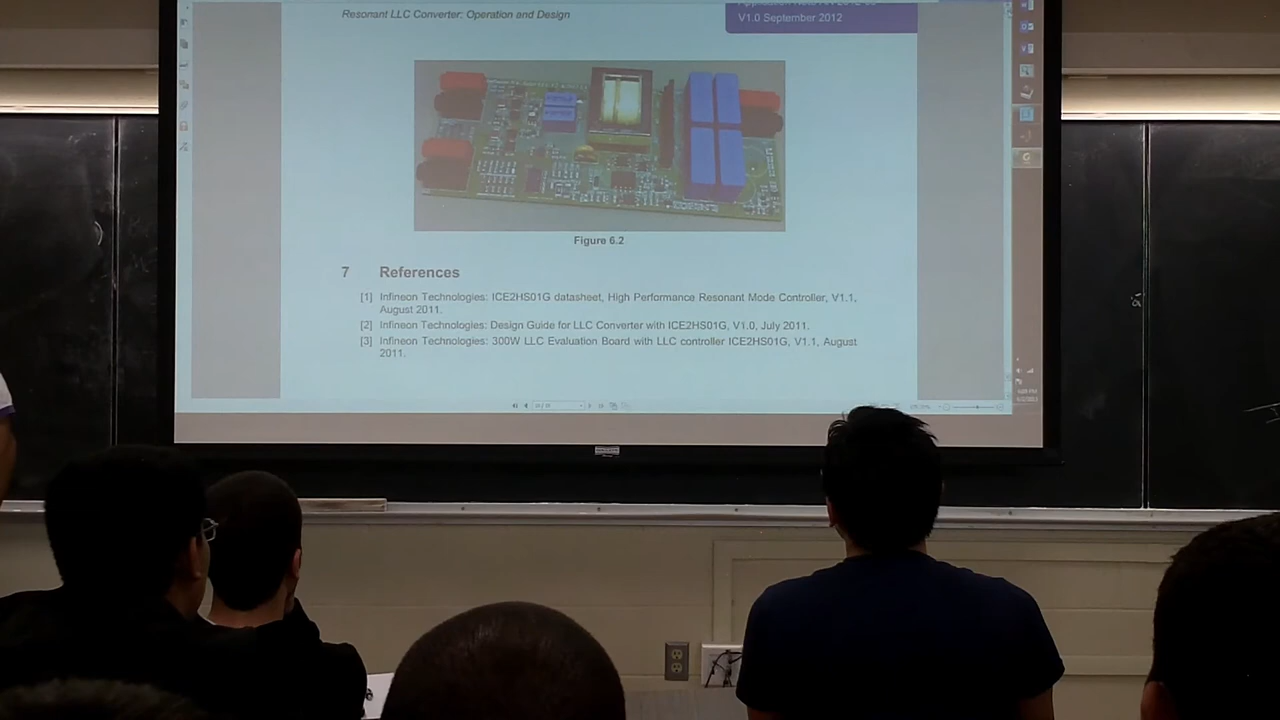 Resonant LLC Converter: Operation and Design
V1.0 September 2012
Figure 6.2
7 References
[1] Infineon Technologies: ICE2HS01G datasheet, High Performance Resonant Mode Controller, V1.1,
August 2011.
[2] Infineon Technologies: Design Guide for LLC Converter with ICE2HS01G, V1.0, July 2011.
[3] Infineon Technologies: 300W LLC Evaluation Board with LLC controller ICE2HS01G, V1.1, August
2011.